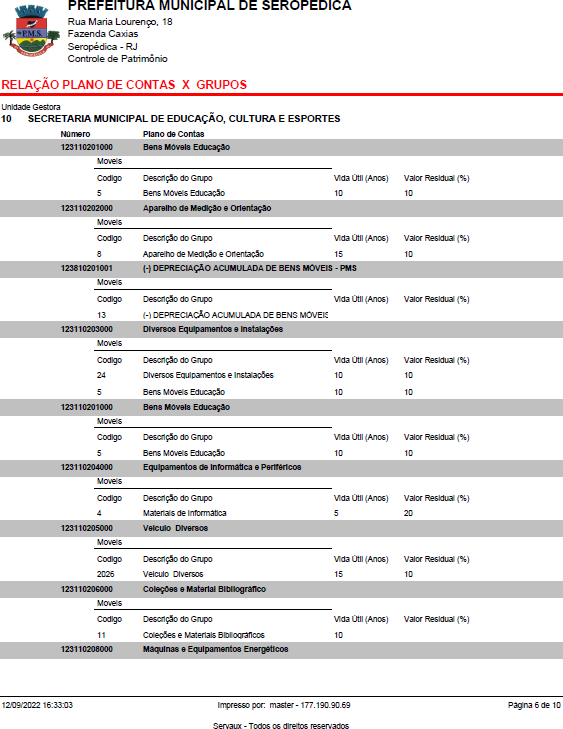 PREFEITURA MUNICIPAL DE SEROPÉDICA
Rua Maria Lourenço, 18
Fazenda Caxias
Seropédica - RJ
Controle de Patrimônio
P.M.S.
RELAÇÃO PLANO DE CONTAS X GRUPOS
Unidade Gestora
10 SECRETARIA MUNICIPAL DE EDUCAÇÃO, CULTURA E ESPORTES
Número Plano de Contas
123110201000 Bens Móveis Educação
Moveis
Codigo Descrição do Grupo Vida Útil (Anos) Valor Residual (%)
5 Bens Móveis Educação 10 10
123110202000 Aparelho de Medição e Orientação
Moveis
Codigo Descrição do Grupo Vida Útil (Anos) Valor Residual (%)
8 Aparelho de Medição e Orientação 15 10
123810201001 (-) DEPRECIAÇÃO ACUMULADA DE BENS MÓVEIS - PMS
Moveis
Codigo Descrição do Grupo Vida Útil (Anos) Valor Residual (%)
13 (-) DEPRECIAÇÃO ACUMULADA DE BENS MÓVEIS
123110203000 Diversos Equipamentos e Instalações
Moveis
Codigo Descrição do Grupo Vida Útil (Anos) Valor Residual (%)
24 Diversos Equipamentos e Instalações 10 10
5 Bens Móveis Educação 10 10
123110201000 Bens Móveis Educação
Moveis
Codigo Descrição do Grupo Vida Útil (Anos) Valor Residual (%)
5 Bens Móveis Educação 10 10
123110204000 Equipamentos de Informática e Periféricos
Moveis
Codigo Descrição do Grupo Vida Útil (Anos) Valor Residual (%)
4 Materiais de Informática 5 20
123110205000 Veiculo Diversos
Moveis
Codigo Descrição do Grupo Vida Útil (Anos) Valor Residual (%)
2026 Veiculo Diversos 15 10
123110206000 Coleções e Material Bibliográfico
Moveis
Codigo Descrição do Grupo Vida Útil (Anos) Valor Residual (%)
11 Coleções e Materiais Bibliográficos 10
123110208000 Máquinas e Equipamentos Energéticos
12/09/2022 16:33:03 Impresso por: master - 177.190.90.69 Página 6 de 10
Servaux - Todos os direitos reservados